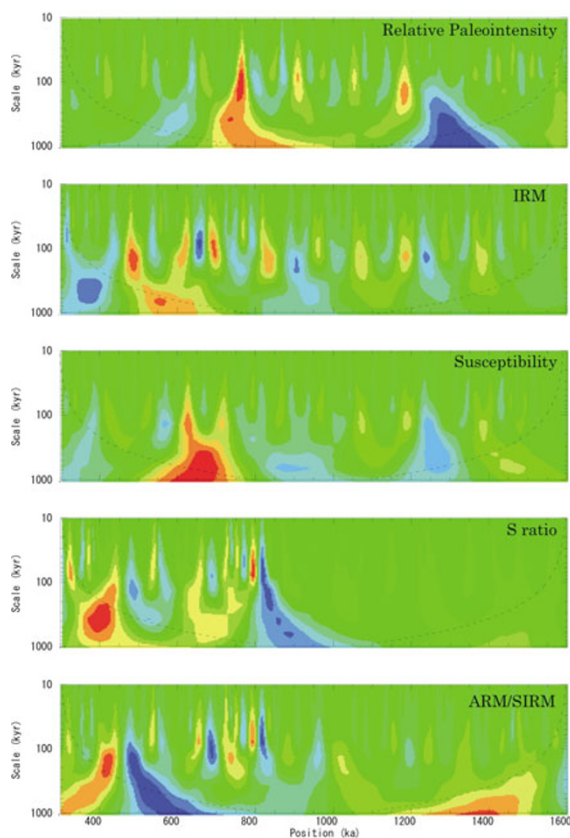 10
Relative Paleointensity
Scale (kyr)
100
1000
10
IRM
Scale (kyr)
100
1000
10
Susceptibility
Scale (kyr)
100
1000
10
S ratio
Scale (kyr)
100
1000
10
ARM/SIRM
Scale (kyr)
100
1000
400 600 800 1000 1200 1400 1600
Position (ka)